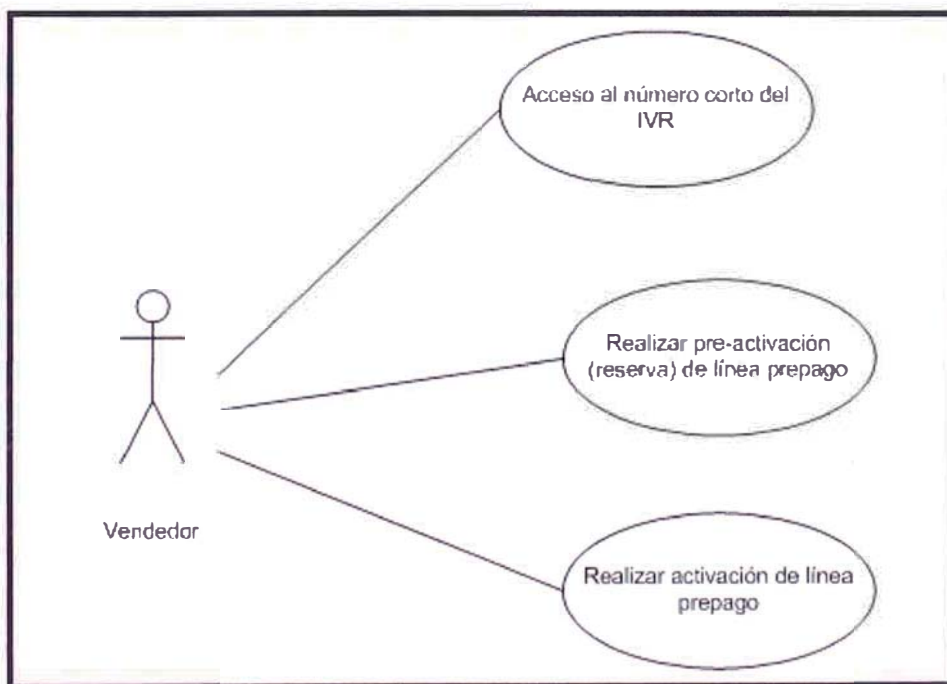 Acceso al número corto del
IVR
Realizar pre-activación
(reserva) de línea prepago
Vendedor
Realizar activación de línea
prepago